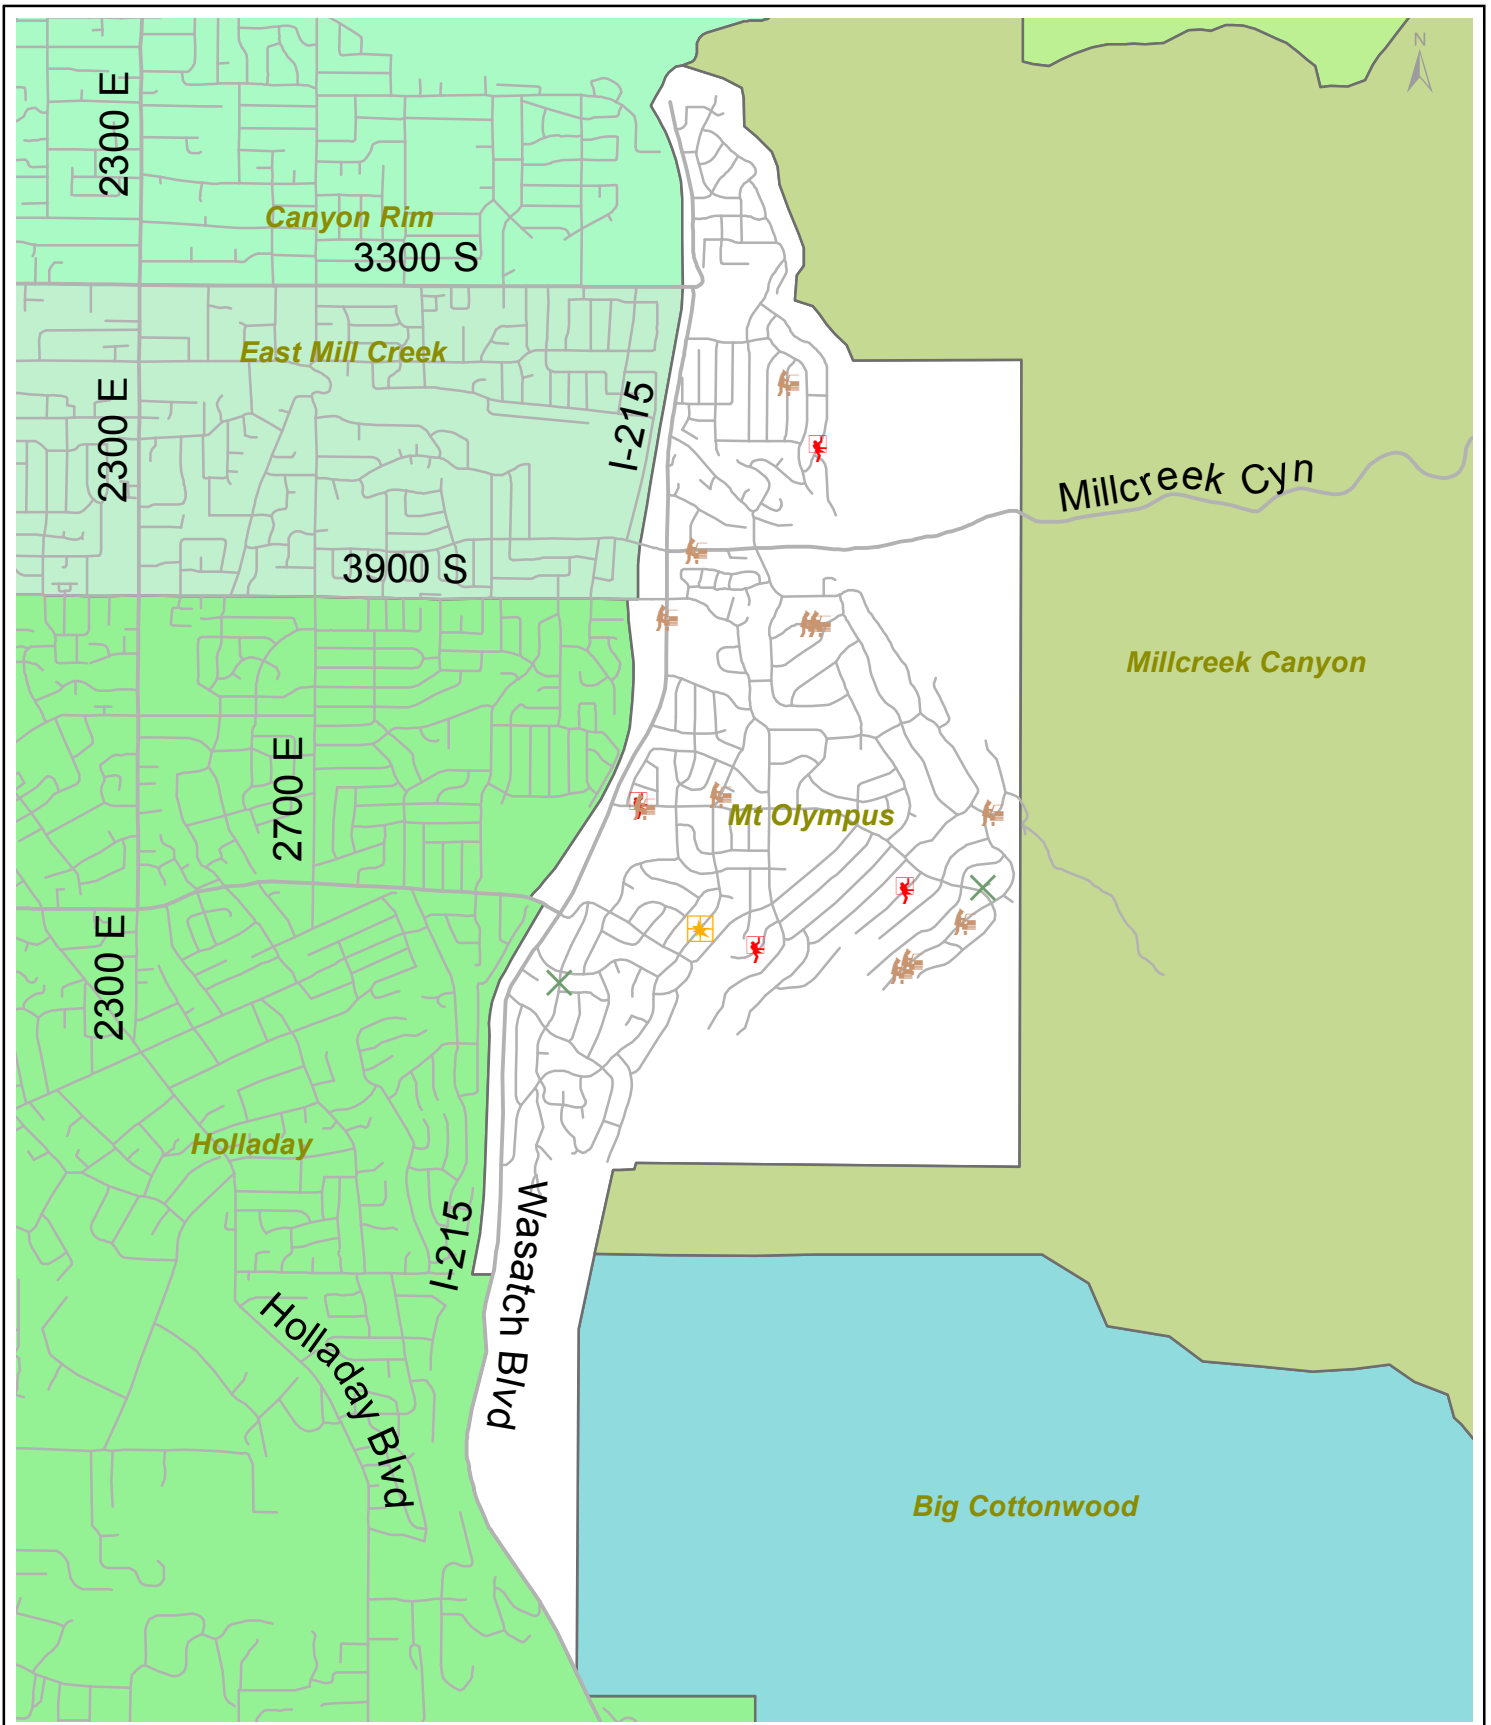 N
2300 E
Canyon Rim
3300 S
East Mill Creek
2300 E
I-215
Millcreek Cyn
3900 S
Millcreek Canyon
2700 E
Mt Olympus
2300 E
Holladay
I-215
Wasatch Blvd
Holladay Blvd
Big Cottonwood